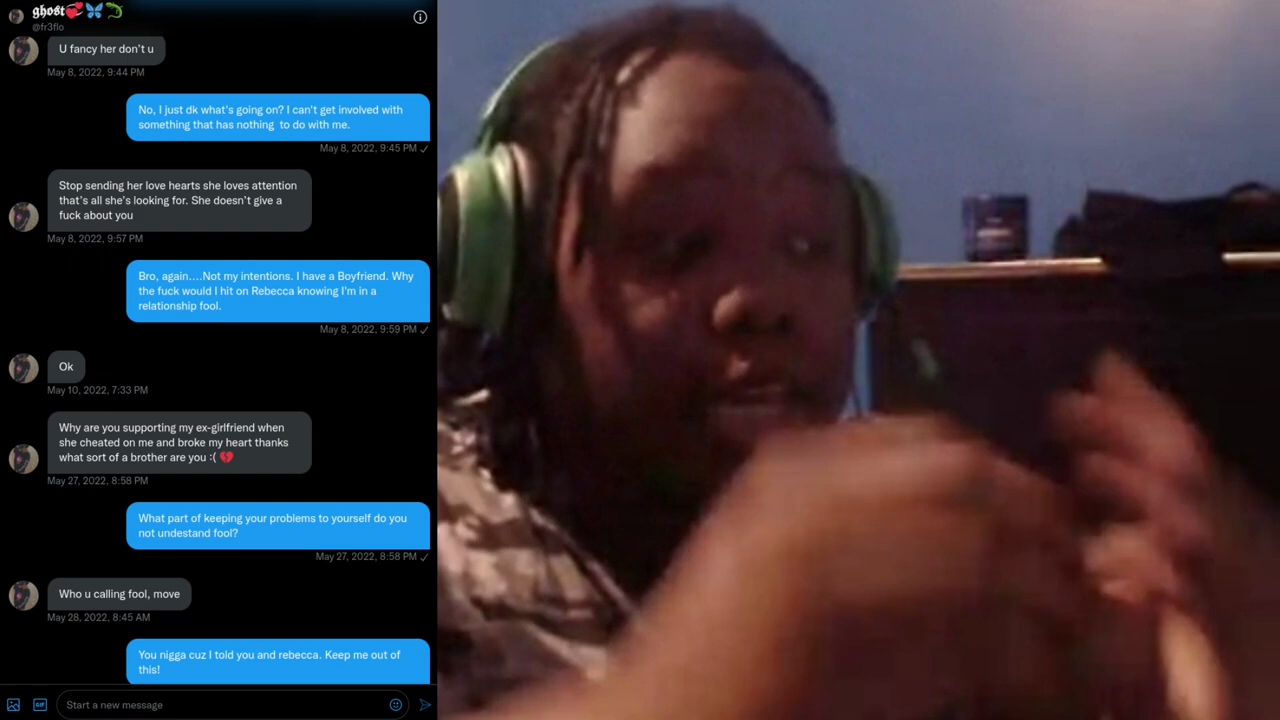 ghost💞🦋🐊
@fr3flo
U fancy her don't u
May 8, 2022, 9:44 PM
No, I just dk what's going on? I can't get involved with
something that has nothing to do with me.
May 8, 2022, 9:45 PM ✓
Stop sending her love hearts she loves attention
that's all she's looking for. She doesn't give a
fuck about you
May 8, 2022, 9:57 PM
Bro, again....Not my intentions. I have a Boyfriend. Why
the fuck would I hit on Rebecca knowing I'm in a
relationship fool.
May 8, 2022, 9:59 PM ✓
Ok
May 10, 2022, 7:33 PM
Why are you supporting my ex-girlfriend when
she cheated on me and broke my heart thanks
what sort of a brother are you :( 💔
May 27, 2022, 8:58 PM
What part of keeping your problems to yourself do you
not undestand fool?
May 27, 2022, 8:58 PM ✓
Who u calling fool, move
May 28, 2022, 8:45 AM
You nigga cuz I told you and rebecca. Keep me out of
this!
GIF
Start a new message